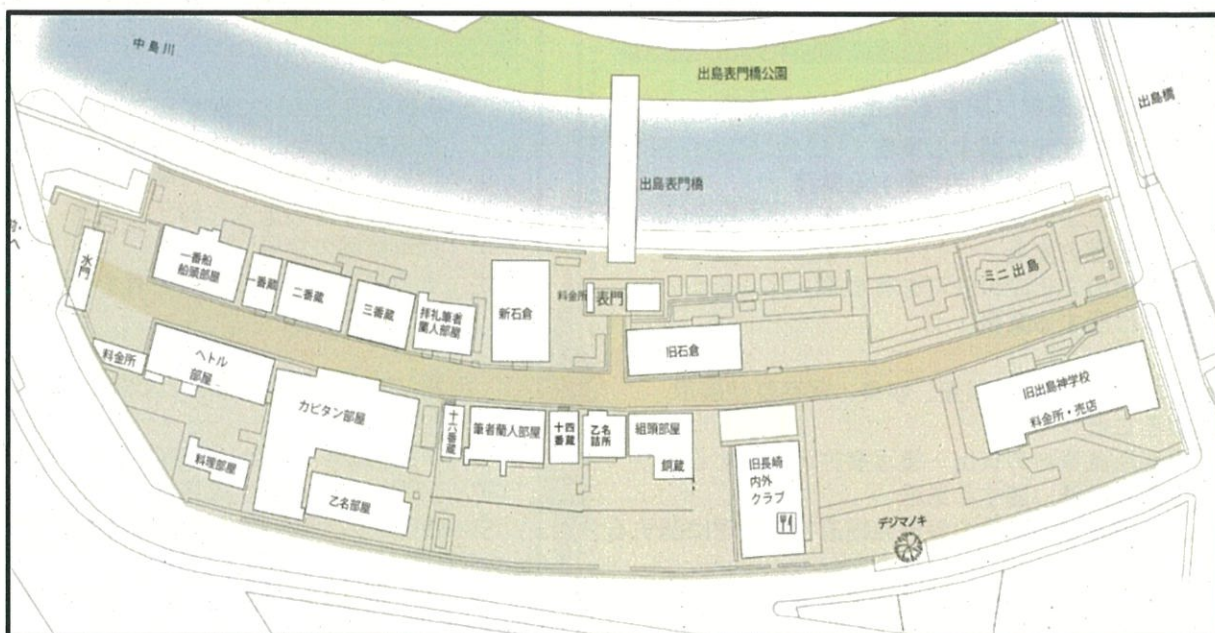 中島川
出島表門橋公園
出島橋
出島表門橋
水門
一番船
船頭部屋
一番蔵
二番蔵
三番蔵
拝礼筆者
蘭人部屋
新石倉
料金所
表門
旧石倉
ミニ出島
料金所
ヘトル
部屋
カピタン部屋
料理部屋
乙名部屋
十六番蔵
筆者蘭人部屋
十四
番蔵
乙名
詰所
組頭部屋
銅蔵
旧長崎
内外
クラブ
デジマノキ
旧出島神学校
料金所・売店